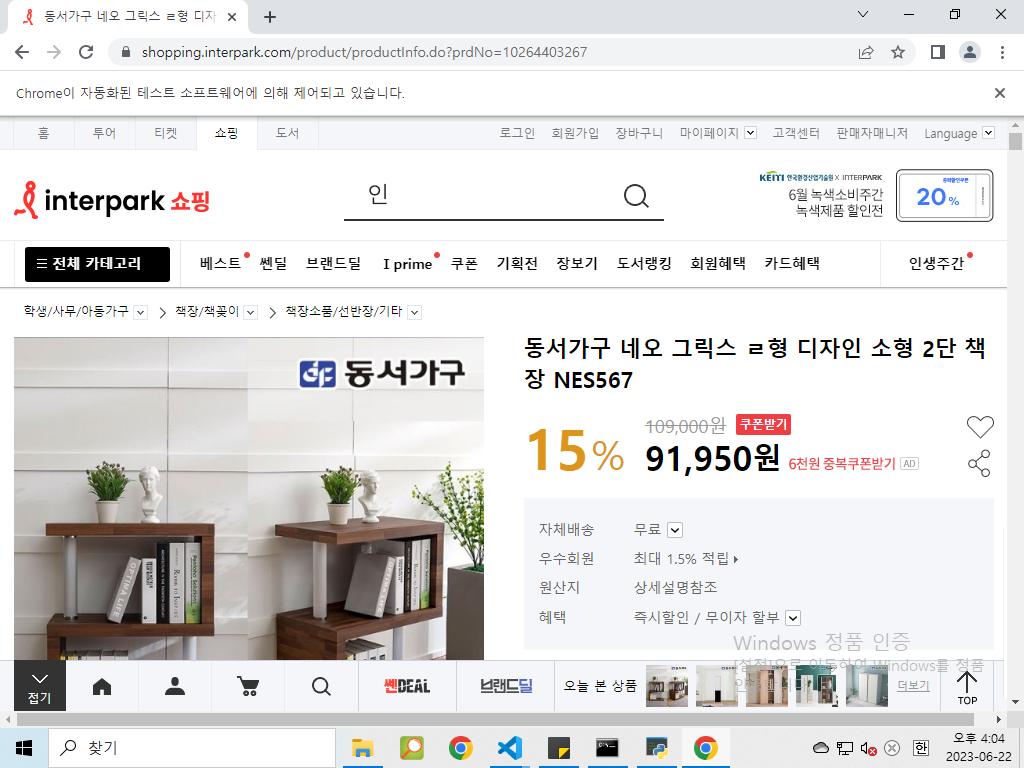 동서가구 네오 그릭스 ㄹ형 디자
shopping.interpark.com/product/productInfo.do?prdNo=10264403267
Chrome이 자동화된 테스트 소프트웨어에 의해 제어되고 있습니다.
홈 투어 티켓 쇼핑 도서 로그인 회원가입 장바구니 마이페이지 고객센터 판매자매니저 Language
interpark 쇼핑
인
KEITI 한국환경산업기술원 X INTERPARK
6월 녹색소비주간
녹색제품 할인전
20%
전체 카테고리 베스트 쎈딜 브랜드딜 I prime 쿠폰 기획전 장보기 도서랭킹 회원혜택 카드혜택 인생주간
학생/사무/아동가구 책장/책꽂이 책장소품/선반장/기타
동서가구
동서가구 네오 그릭스 ㄹ형 디자인 소형 2단 책
장 NES567
15%
109,000원 쿠폰받기
91,950원 6천원 중복쿠폰받기 AD
자체배송 무료
우수회원 최대 1.5% 적립
원산지 상세설명참조
혜택 즉시할인 / 무이자 할부
OPTIMA LIFE
Windows 정품 인증
[설정]으로 이동하여 Windows를 정품
접기
쎈DEAL
브랜드딜
오늘 본 상품
더보기
TOP
찾기
한
오후 4:04
2023-06-22